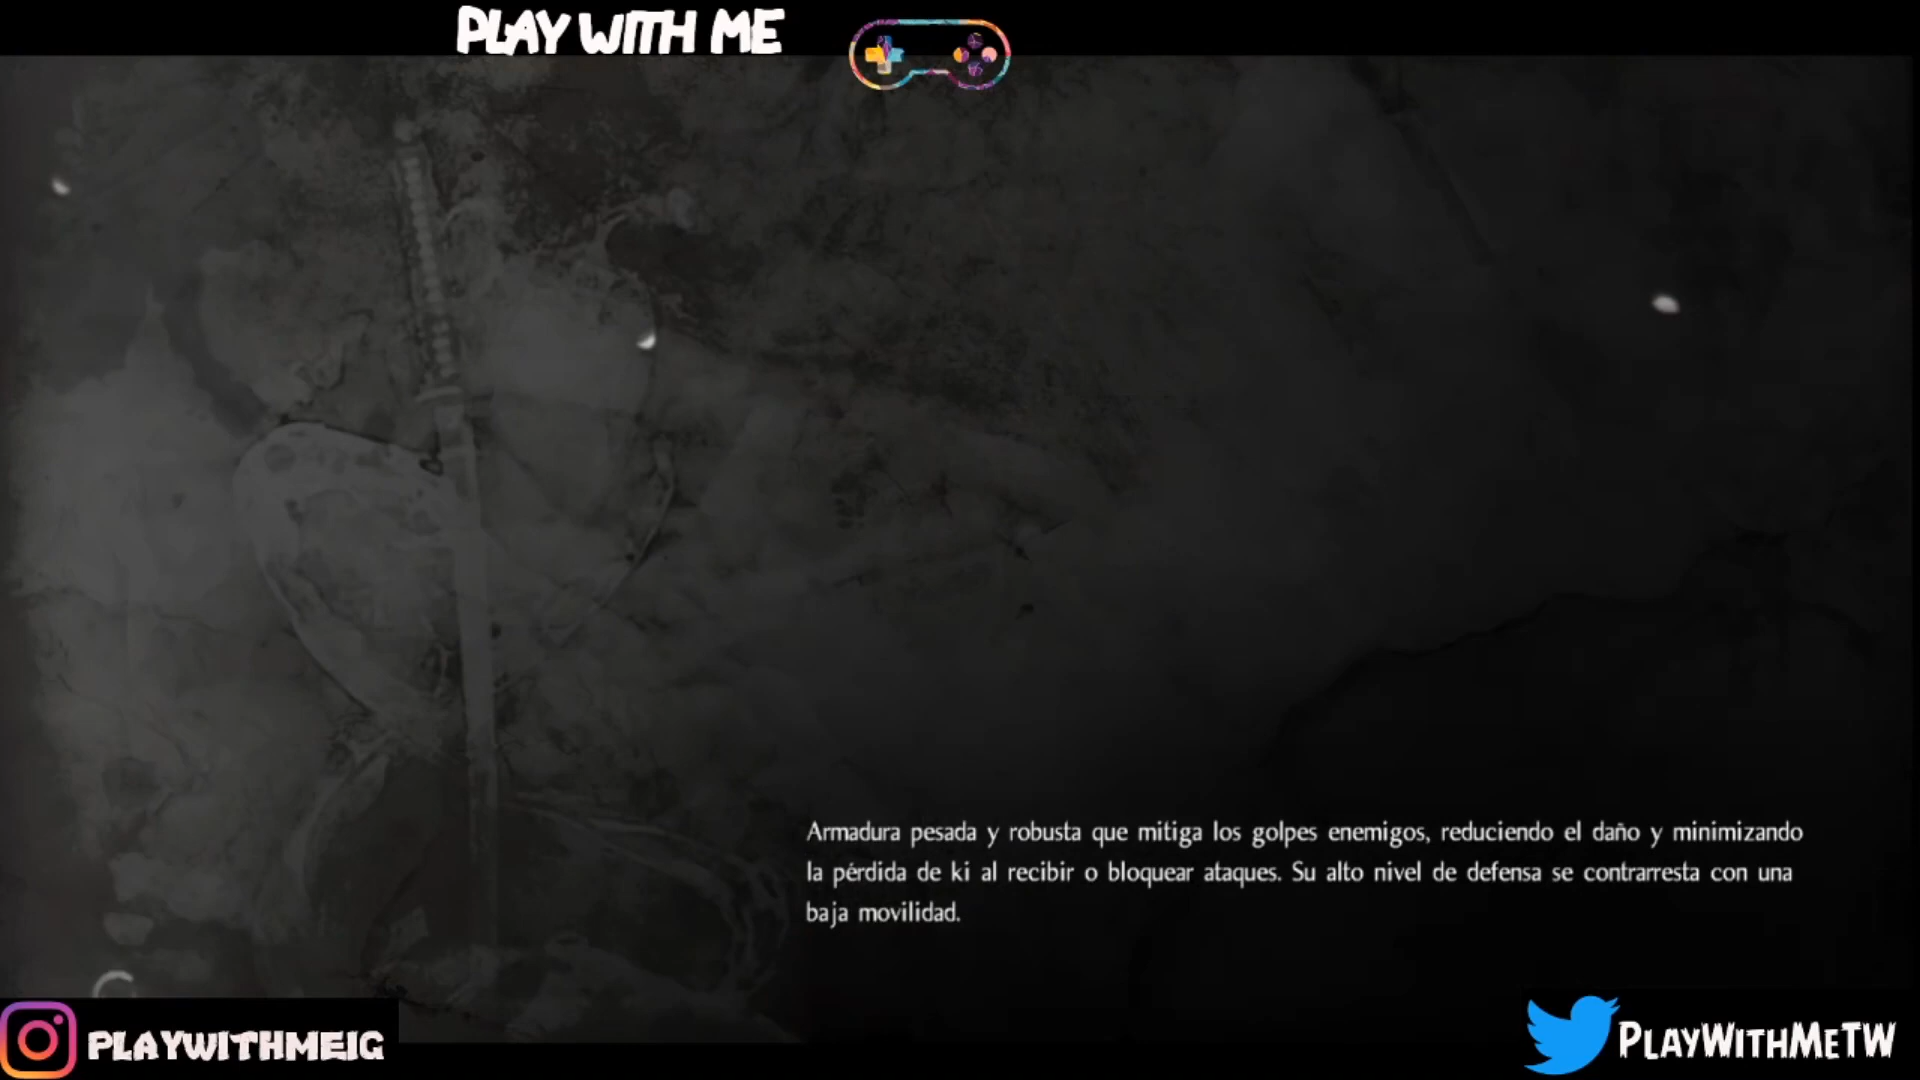 PLAY WITH ME
Armadura pesada y robusta que mitiga los golpes enemigos, reduciendo el daño y minimizando
la pérdida de ki al recibir o bloquear ataques. Su alto nivel de defensa se contrarresta con una
baja movilidad.
PLAYWITHMEIG
PLAYWITHMETW